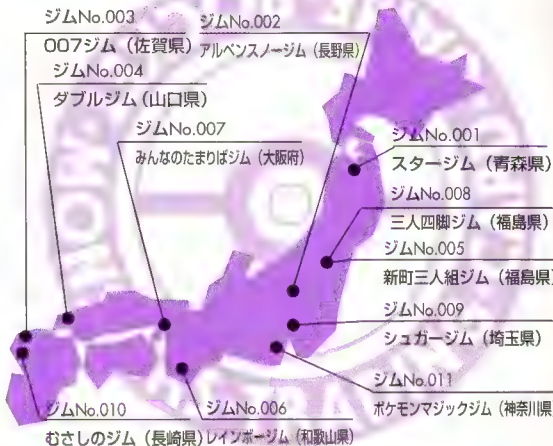 ジムNo.003
007ジム（佐賀県）
ジムNo.002
アルペンスノージム（長野県）
ジムNo.004
ダブルジム（山口県）
ジムNo.007
みんなのたまりばジム（大阪府）
ジムNo.001
スタージム（青森県）
ジムNo.008
三人四脚ジム（福島県）
ジムNo.005
新町三人組ジム（福島県）
ジムNo.009
シュガージム（埼玉県）
ジムNo.011
ポケモンマジックジム（神奈川県
ジムNo.010
むさしのジム（長崎県）
ジムNo.006
レインボージム（和歌山県）